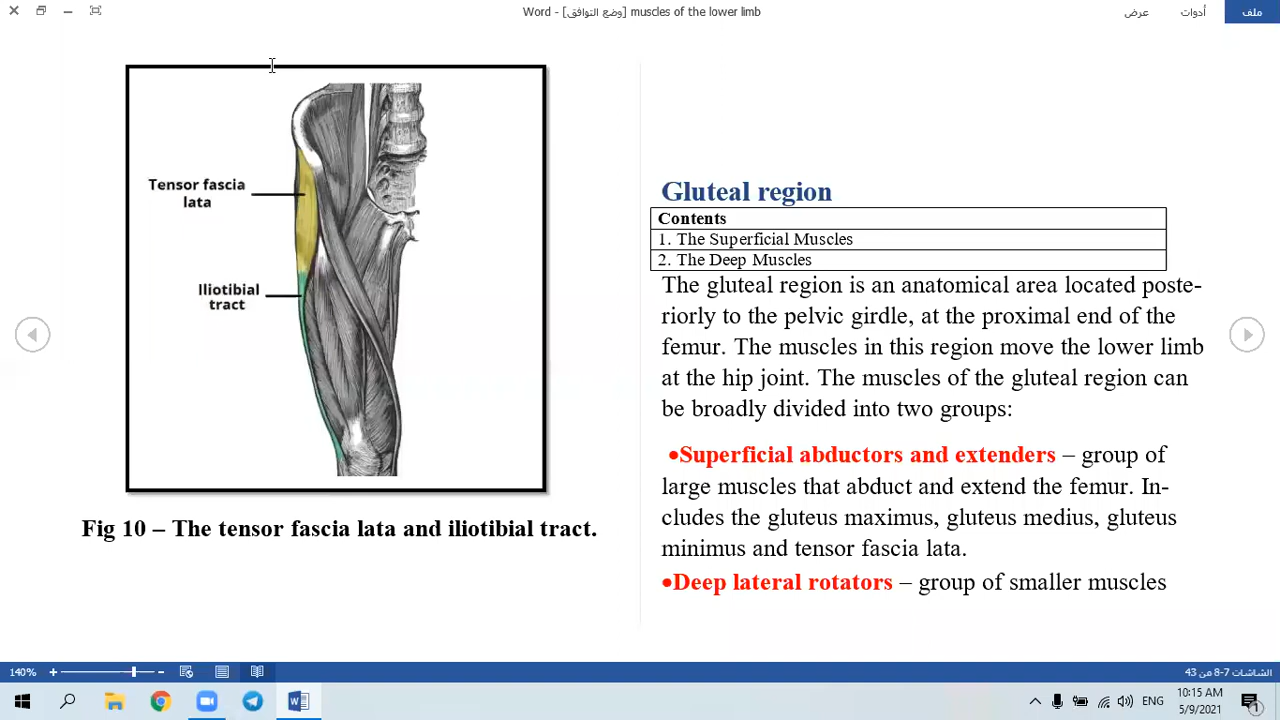 muscles of the lower limb [وضع التوافق] - Word
عرض
أدوات
ملف
Tensor fascia
lata
Iliotibial
tract
Fig 10 – The tensor fascia lata and iliotibial tract.
Gluteal region
Contents
1. The Superficial Muscles
2. The Deep Muscles
The gluteal region is an anatomical area located poste-
riorly to the pelvic girdle, at the proximal end of the
femur. The muscles in this region move the lower limb
at the hip joint. The muscles of the gluteal region can
be broadly divided into two groups:
•Superficial abductors and extenders – group of
large muscles that abduct and extend the femur. In-
cludes the gluteus maximus, gluteus medius, gluteus
minimus and tensor fascia lata.
•Deep lateral rotators – group of smaller muscles
140%
الشاشات 7-8 من 43
W
ENG
10:15 AM
5/9/2021
1